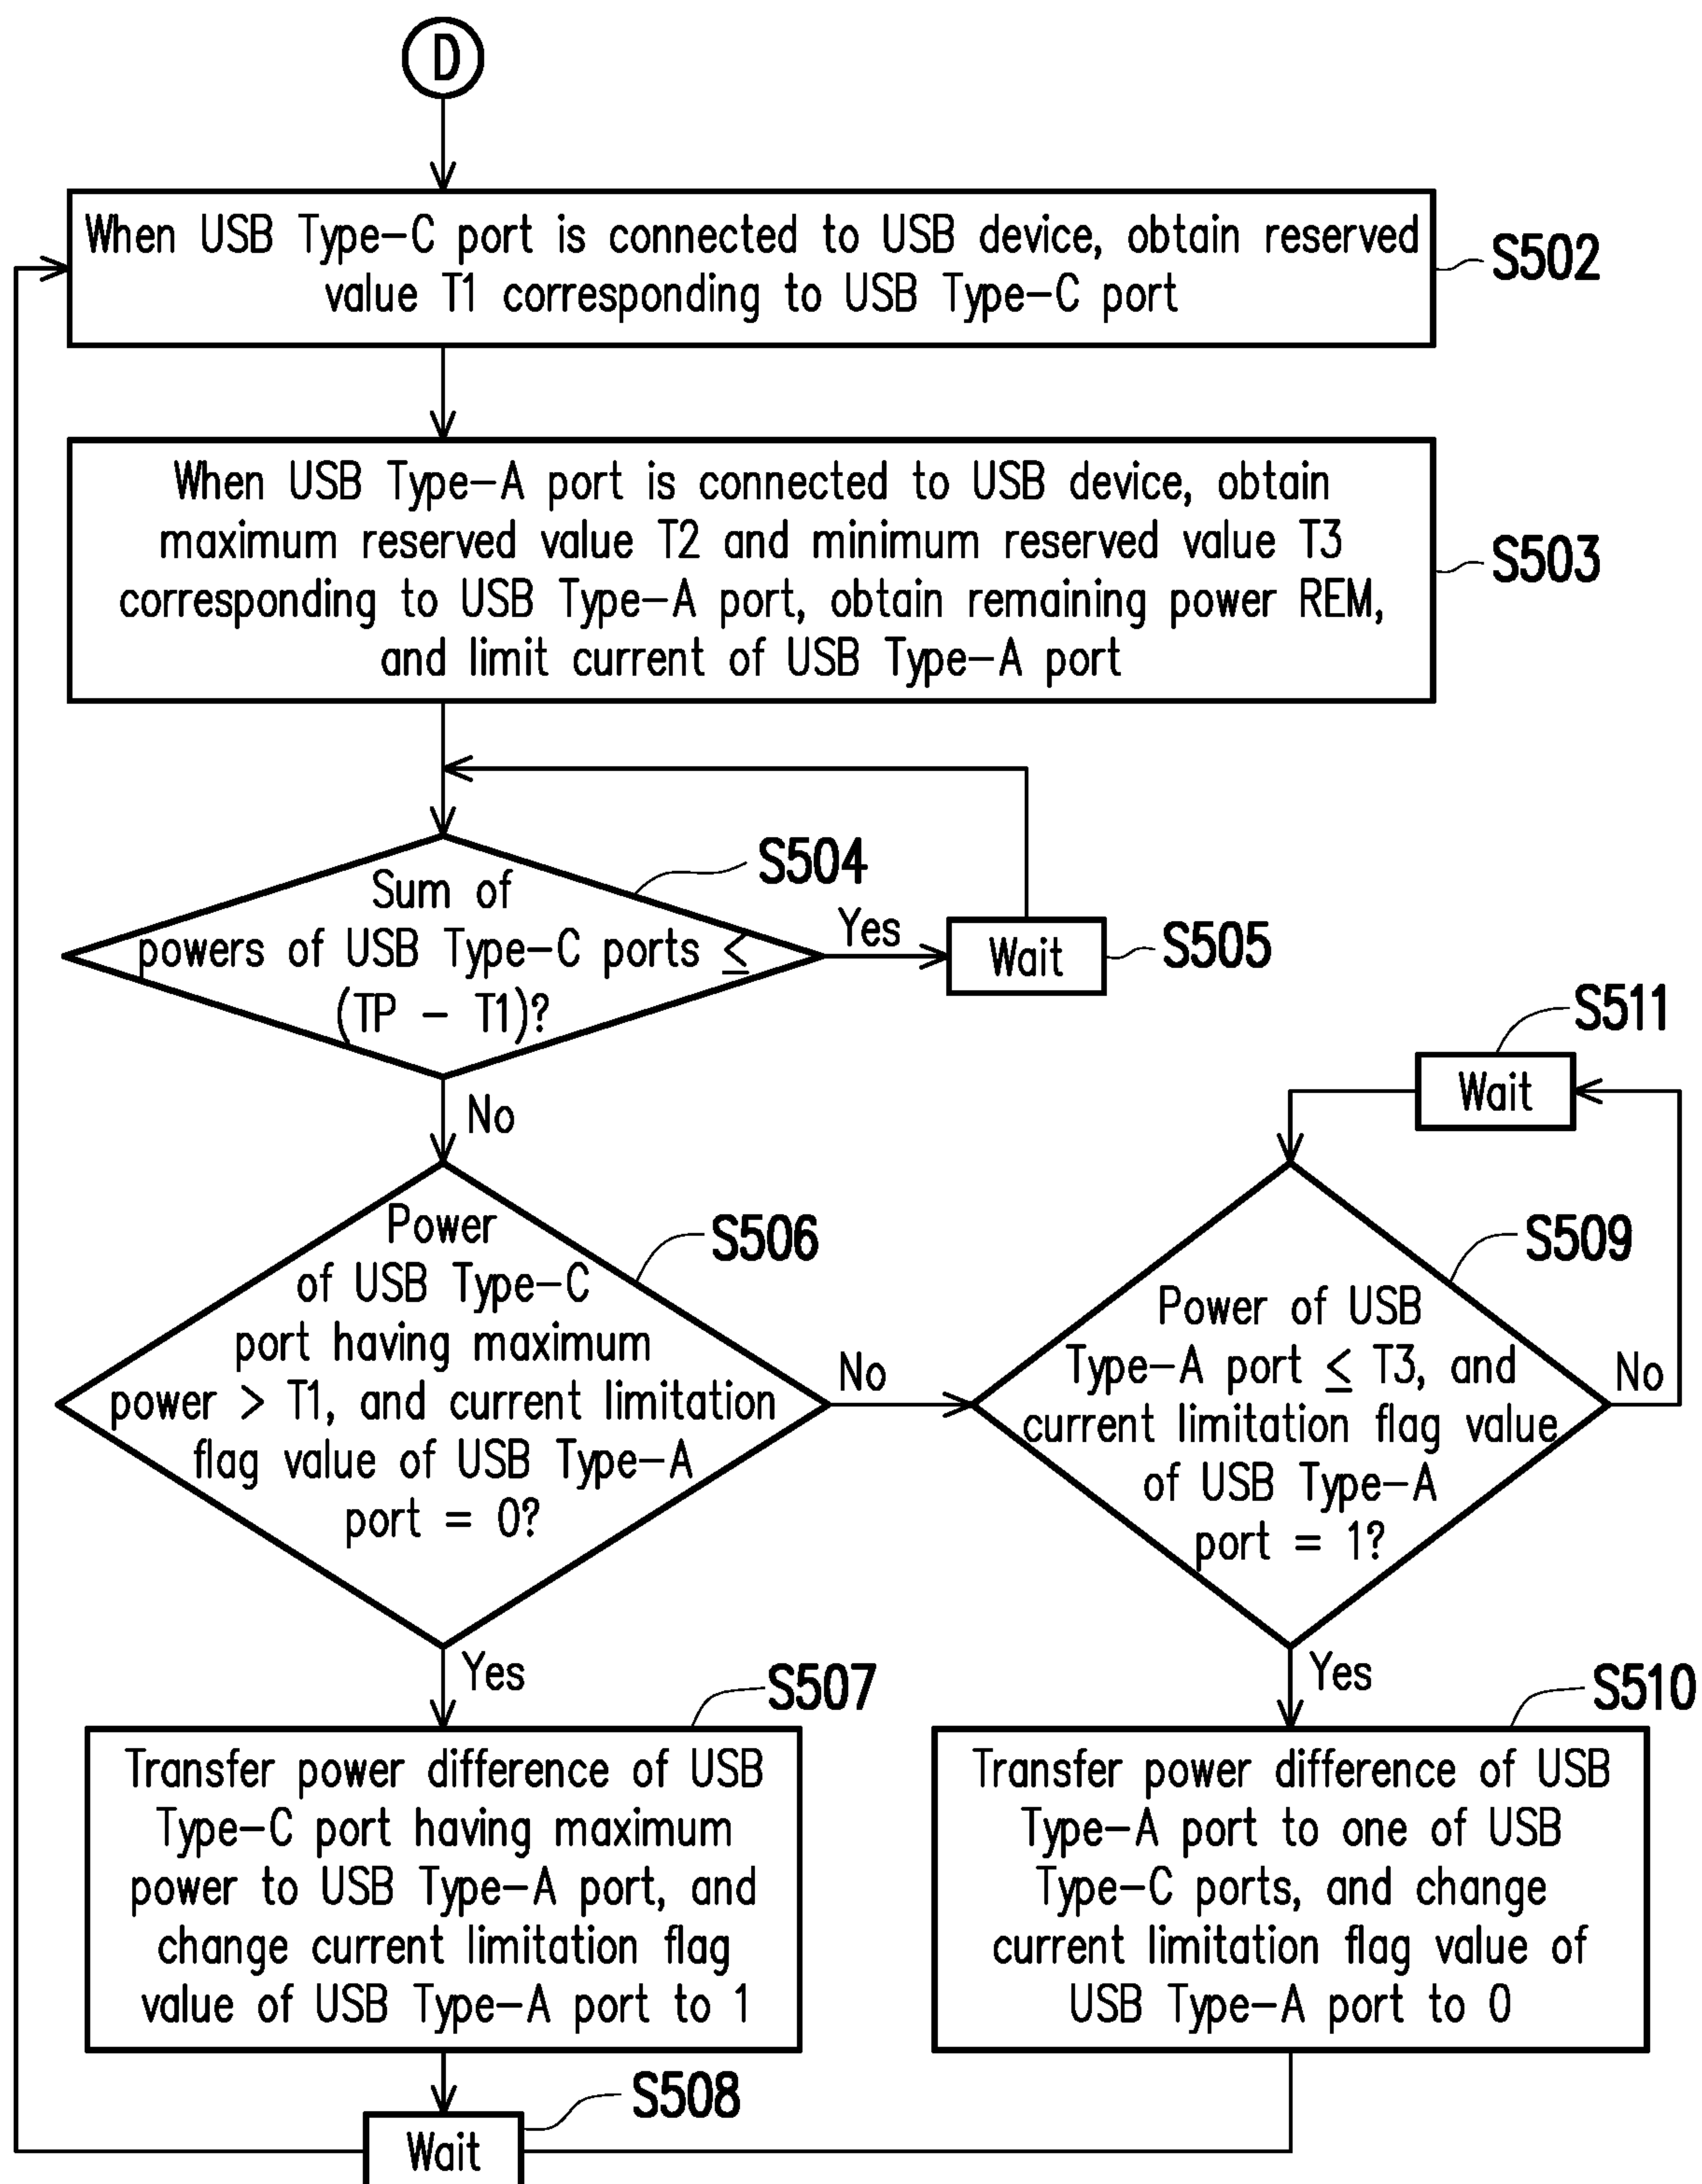 D
When USB Type-C port is connected to USB device, obtain reserved
value T1 corresponding to USB Type-C port
S502
When USB Type-A port is connected to USB device, obtain
maximum reserved value T2 and minimum reserved value T3
corresponding to USB Type-A port, obtain remaining power REM,
and limit current of USB Type-A port
S503
S504
Sum of
powers of USB Type-C ports ≤
(TP - T1)?
Yes
Wait
S505
No
S511
Wait
S506
Power
of USB Type-C
port having maximum
power > T1, and current limitation
flag value of USB Type-A
port = 0?
No
S509
Power of USB
Type-A port ≤ T3, and
current limitation flag value
of USB Type-A
port = 1?
No
Yes
S507
Transfer power difference of USB
Type-C port having maximum
power to USB Type-A port, and
change current limitation flag
value of USB Type-A port to 1
Yes
S510
Transfer power difference of USB
Type-A port to one of USB
Type-C ports, and change
current limitation flag value of
USB Type-A port to 0
S508
Wait